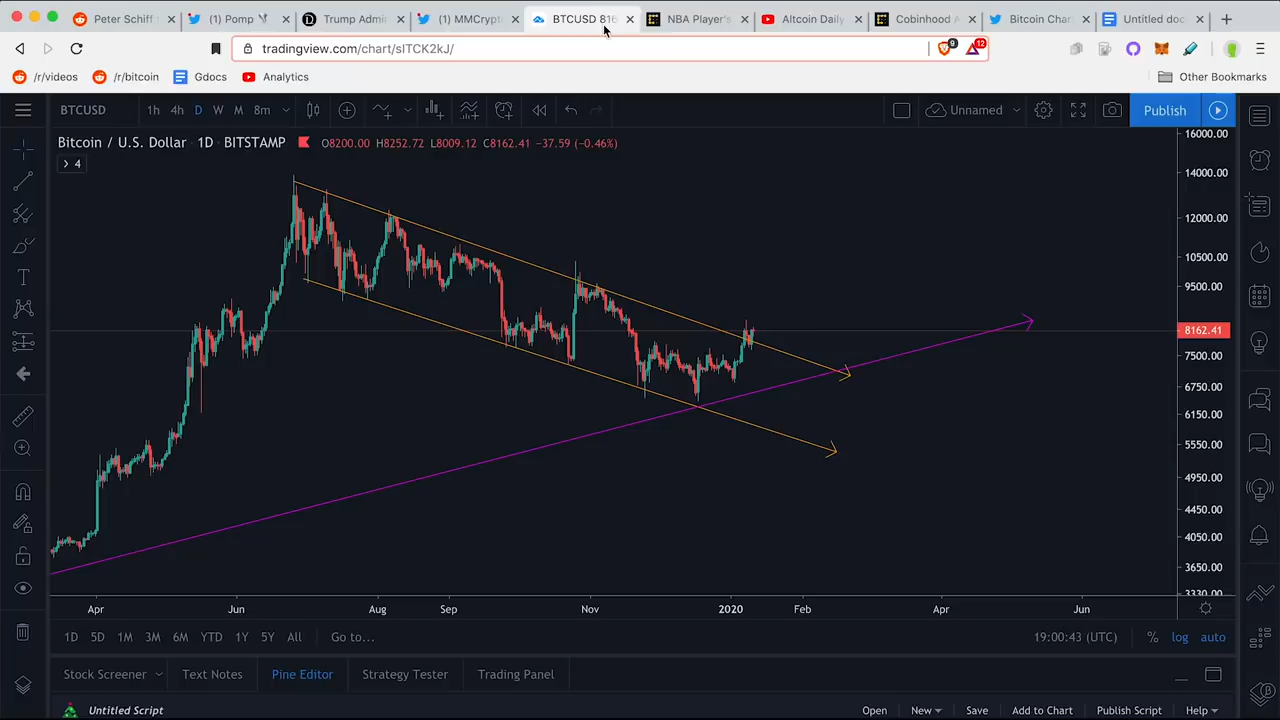 Peter Schiff
(1) Pomp
Trump Admin
(1) MMCrypt
BTCUSD 816
NBA Player's
Altcoin Daily
Cobinhood A
Bitcoin Char
Untitled doc
tradingview.com/chart/sITCK2kJ/
9
12
/r/videos
/r/bitcoin
Gdocs
Analytics
Other Bookmarks
BTCUSD
1h 4h D W M 8m
Unnamed
Publish
Bitcoin / U.S. Dollar 1D BITSTAMP O8200.00 H8252.72 L8009.12 C8162.41 −37.59 (−0.46%)
4
16000.00
14000.00
12000.00
10500.00
9500.00
8162.41
7500.00
6750.00
6150.00
5550.00
4950.00
4450.00
4050.00
3650.00
3330.00
Apr Jun Aug Sep Nov 2020 Feb Apr Jun
1D 5D 1M 3M 6M YTD 1Y 5Y All Go to... 19:00:43 (UTC) % log auto
Stock Screener Text Notes Pine Editor Strategy Tester Trading Panel
Untitled Script Open New Save Add to Chart Publish Script Help